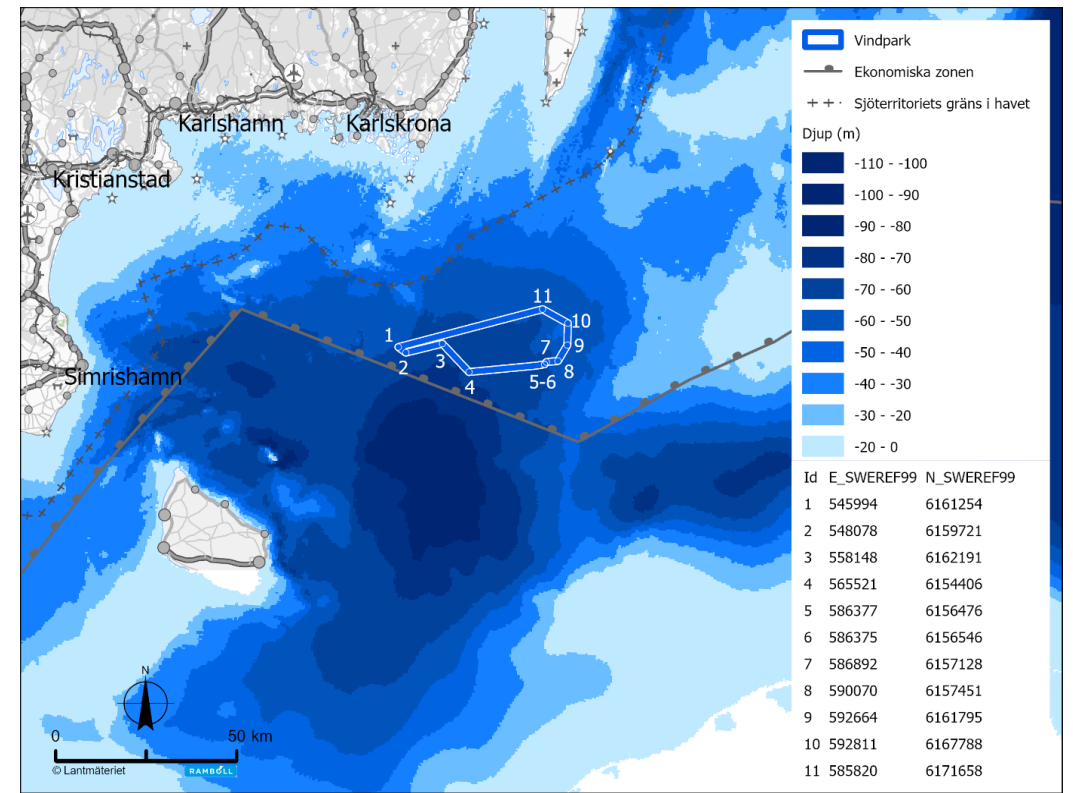 Karlshamn
Karlskrona
Kristianstad
Simrishamn
1
2
3
4
5-6
7
8
9
10
11
N
0 50 km
© Lantmäteriet
RAMBOLL
Vindpark
Ekonomiska zonen
Sjöterritoriets gräns i havet
Djup (m)
-110 - -100
-100 - -90
-90 - -80
-80 - -70
-70 - -60
-60 - -50
-50 - -40
-40 - -30
-30 - -20
-20 - 0
Id E_SWEREF99 N_SWEREF99
1 545994 6161254
2 548078 6159721
3 558148 6162191
4 565521 6154406
5 586377 6156476
6 586375 6156546
7 586892 6157128
8 590070 6157451
9 592664 6161795
10 592811 6167788
11 585820 6171658